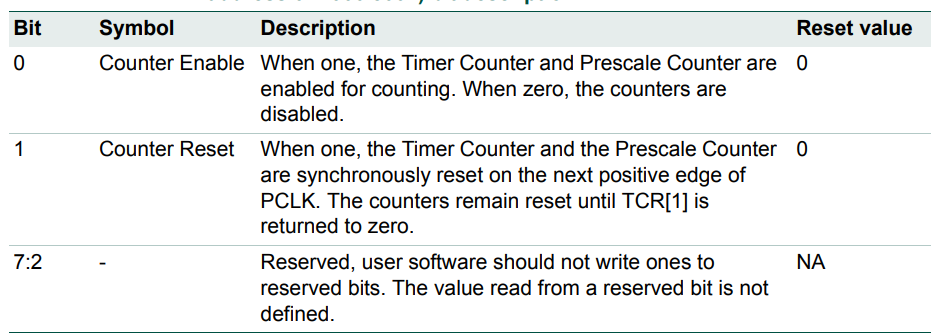 Bit Symbol Description Reset value
0 Counter Enable When one, the Timer Counter and Prescale Counter are 0
enabled for counting. When zero, the counters are
disabled.
1 Counter Reset When one, the Timer Counter and the Prescale Counter 0
are synchronously reset on the next positive edge of
PCLK. The counters remain reset until TCR[1] is
returned to zero.
7:2 - Reserved, user software should not write ones to NA
reserved bits. The value read from a reserved bit is not
defined.